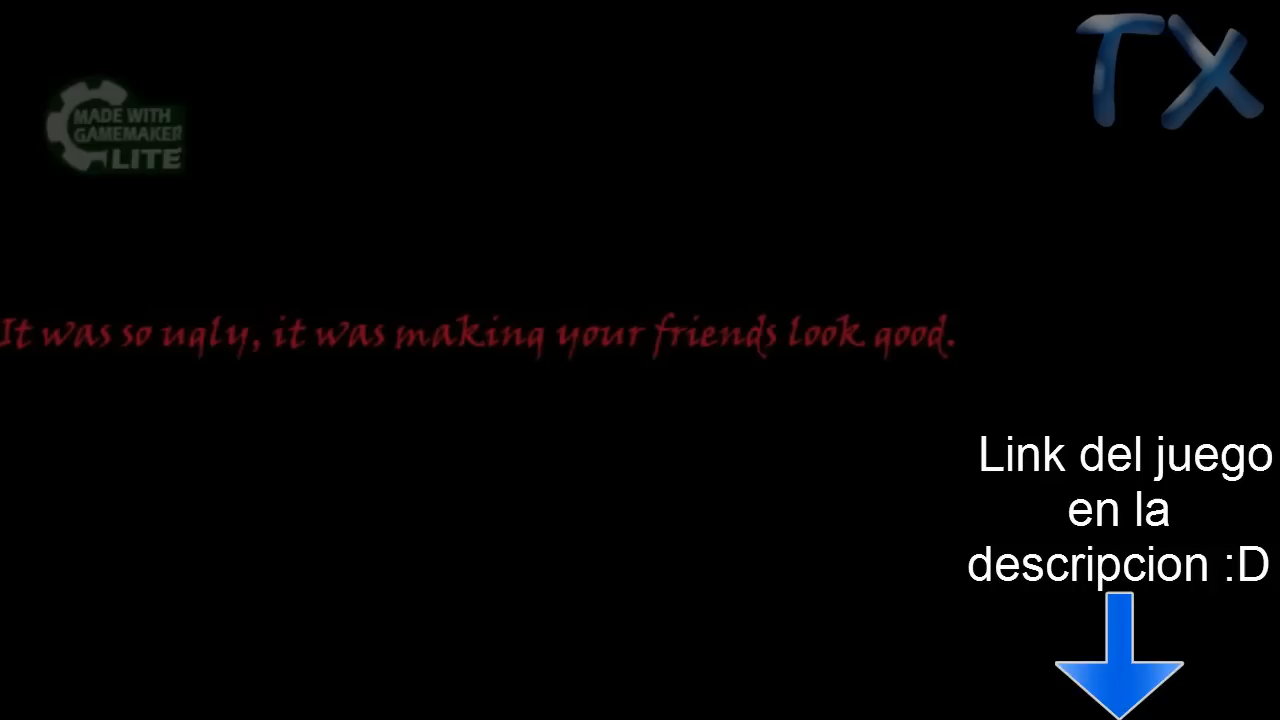 TX
MADE WITH
GAMEMAKER
LITE
It was so ugly, it was making your friends look good.
Link del juego
en la
descripcion :D